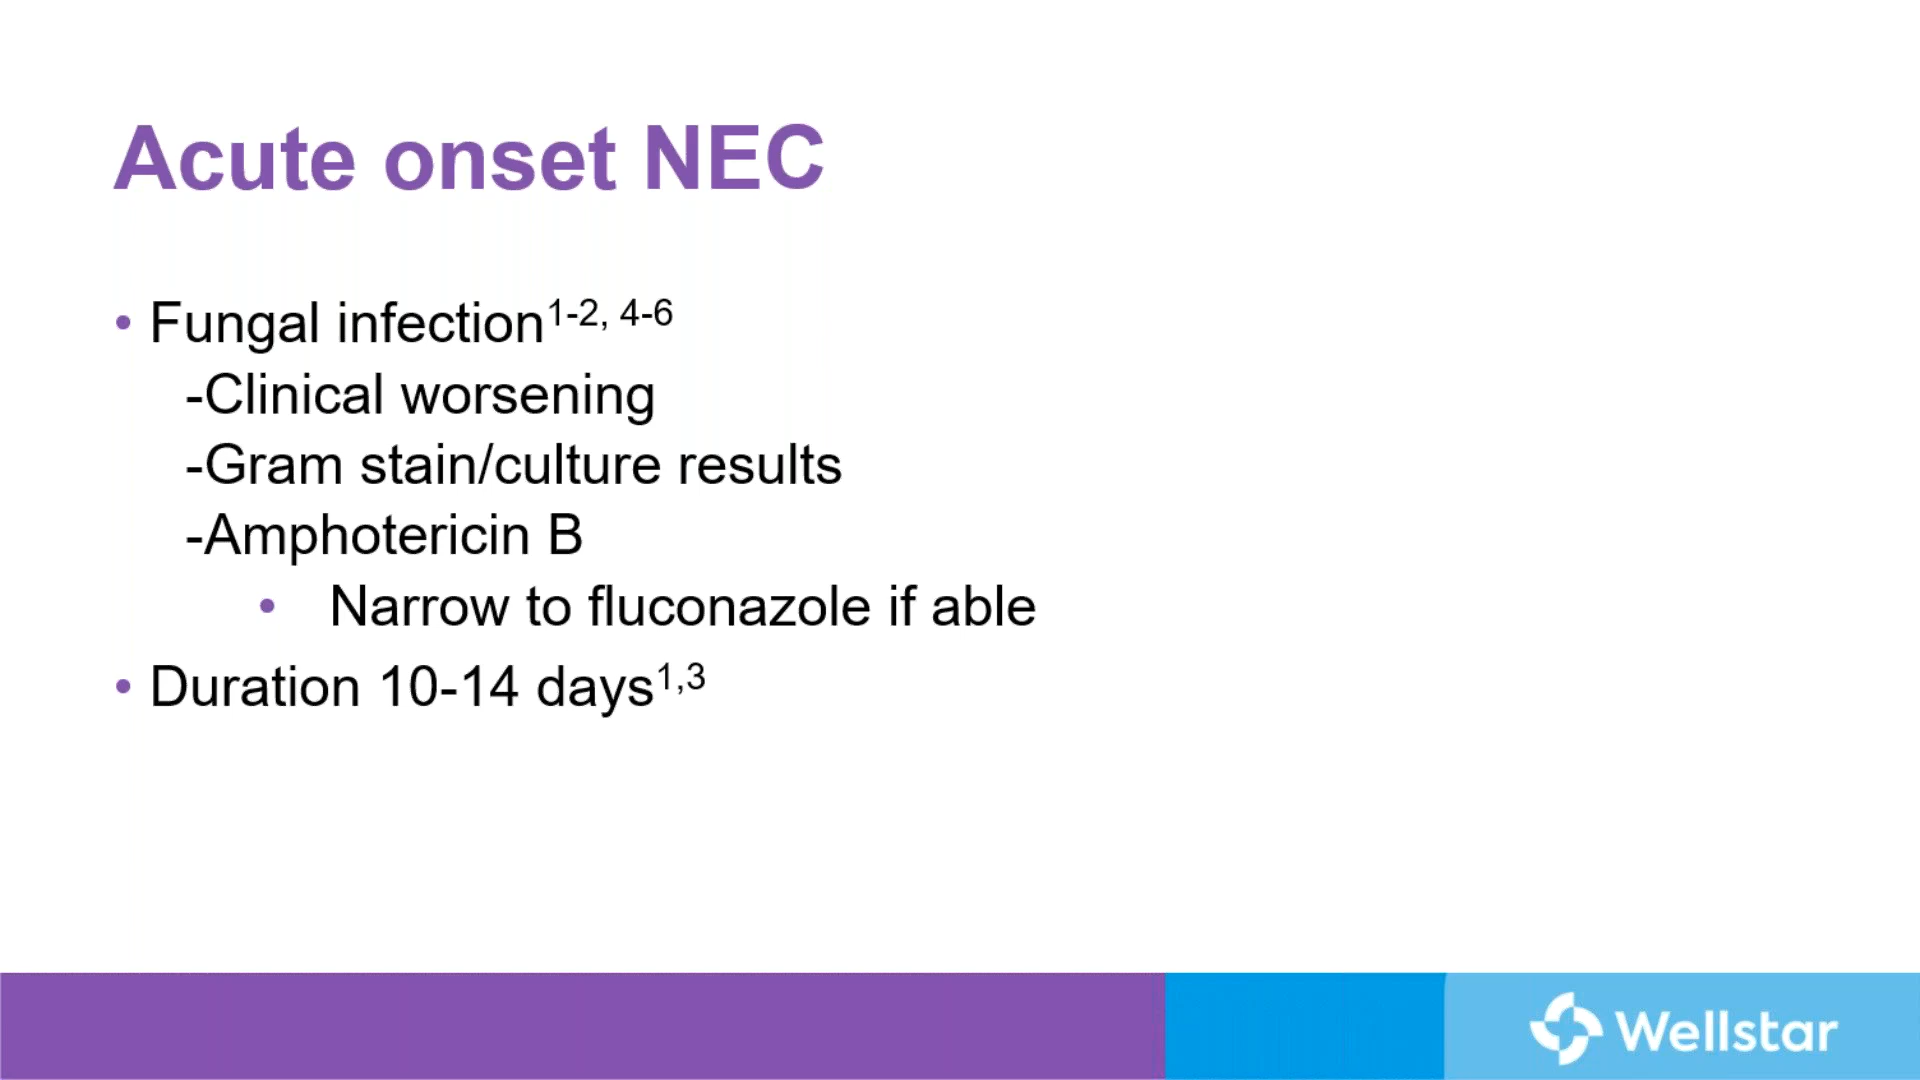 Acute onset NEC
• Fungal infection1-2, 4-6
-Clinical worsening
-Gram stain/culture results
-Amphotericin B
• Narrow to fluconazole if able
• Duration 10-14 days1,3
Wellstar